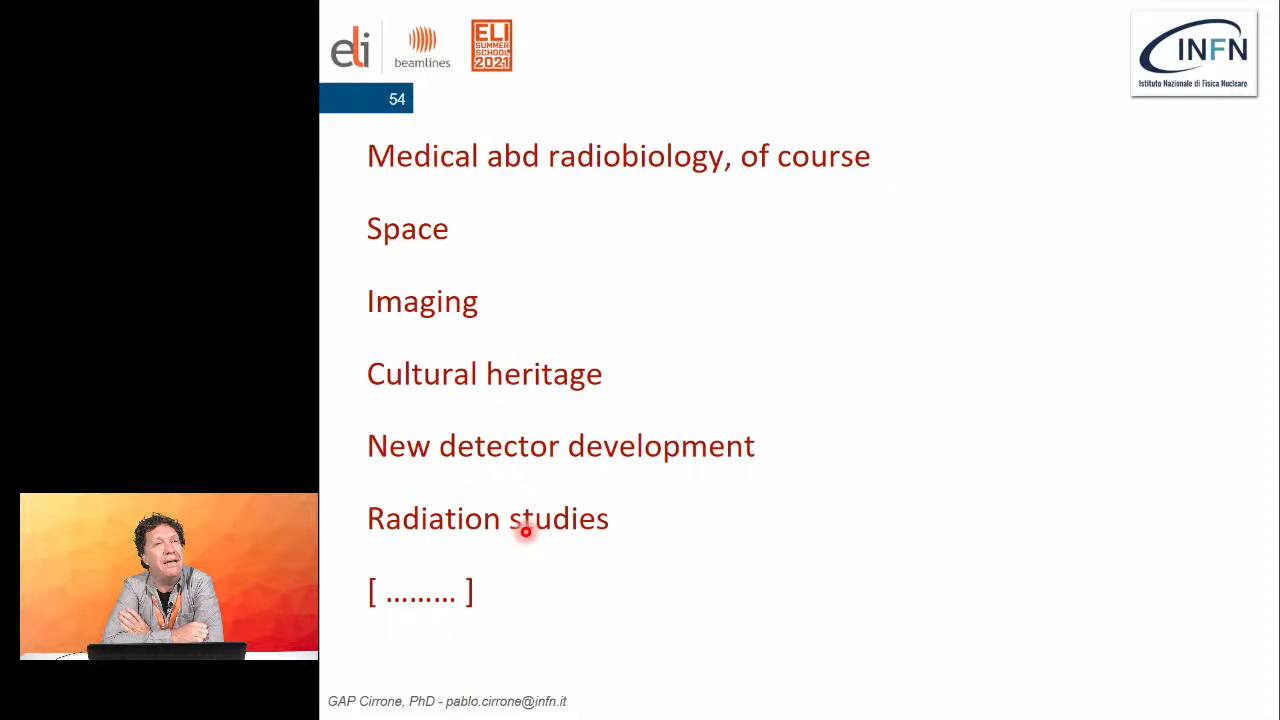 eli
beamlines
ELI
SUMMER
SCHOOL
2021
INFN
Istituto Nazionale di Fisica Nucleare
54
Medical abd radiobiology, of course
Space
Imaging
Cultural heritage
New detector development
Radiation studies
[ ……… ]
GAP Cirrone, PhD - pablo.cirrone@infn.it